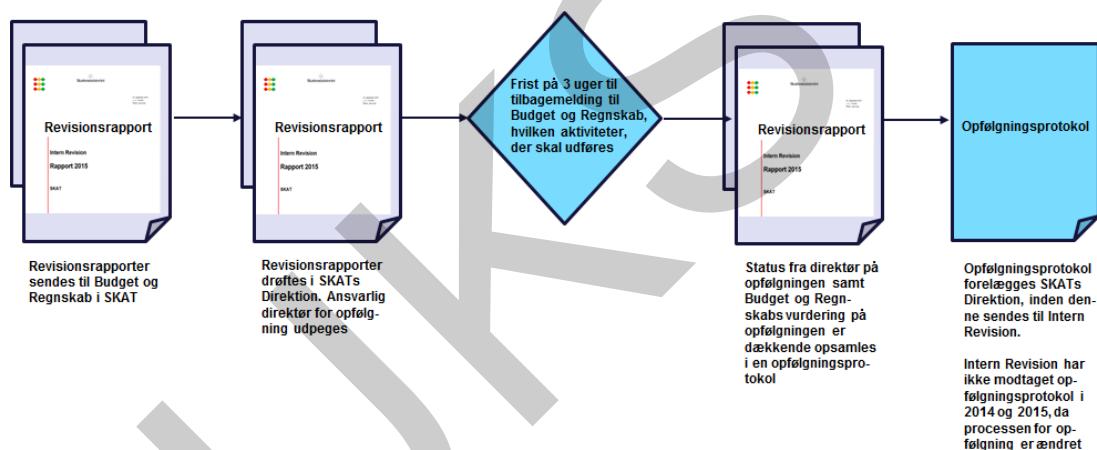 Revisionsrapport
Intern Revision
Rapport 2015
SKAT
Revisionsrapport
Intern Revision
Rapport 2015
SKAT
Frist på 3 uger til
tilbagemelding til
Budget og Regnskab,
hvilken aktiviteter,
der skal udføres
Revisionsrapport
Intern Revision
Rapport 2015
SKAT
Opfølgningsprotokol
Revisionsrapporter
sendes til Budget og
Regnskab i SKAT
Revisionsrapporter
drøftes i SKATs
Direktion. Ansvarlig
direktør for opfølg-
ning udpeges
Status fra direktør på
opfølgningen samt
Budget og Regn-
skabs vurdering på
opfølgningen er
dækkende opsamles
i en opfølgningspro-
tokol
Opfølgningsprotokol
forelægges SKATs
Direktion, inden den-
ne sendes til Intern
Revision.
Intern Revision har
ikke modtaget op-
følgningsprotokol i
2014 og 2015, da
processen for op-
følgning er ændret